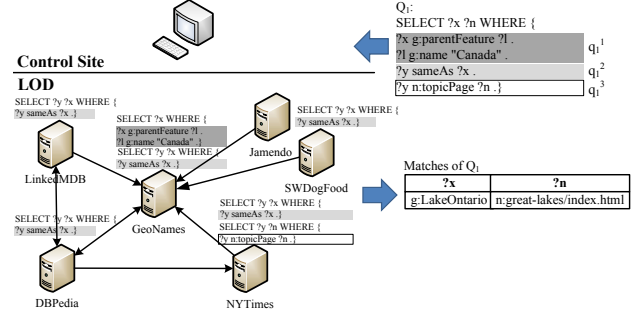 Q1:
SELECT ?x ?n WHERE {
?x g:parentFeature ?l .
?l g:name "Canada" .
q1^1
?y sameAs ?x .
q1^2
?y n:topicPage ?n .}
q1^3
Control Site
LOD
SELECT ?y ?x WHERE {
?y sameAs ?x .}
LinkedMDB
SELECT ?x WHERE {
?x g:parentFeature ?l .
?l g:name "Canada" .}
SELECT ?y ?x WHERE {
?y sameAs ?x .}
GeoNames
Jamendo
SELECT ?y ?x WHERE {
?y sameAs ?x .}
SWDogFood
SELECT ?y ?x WHERE {
?y sameAs ?x .}
DBPedia
SELECT ?y ?x WHERE {
?y sameAs ?x .}
SELECT ?y ?n WHERE {
?y n:topicPage ?n .}
NYTimes
Matches of Q1
?x ?n
g:LakeOntario n:great-lakes/index.html